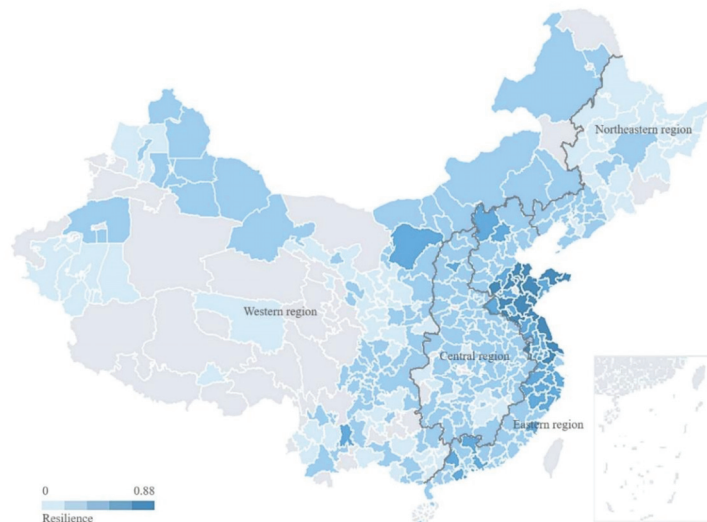 Northeastern region
Western region
Central region
Eastern region
0 0.88
Resilience